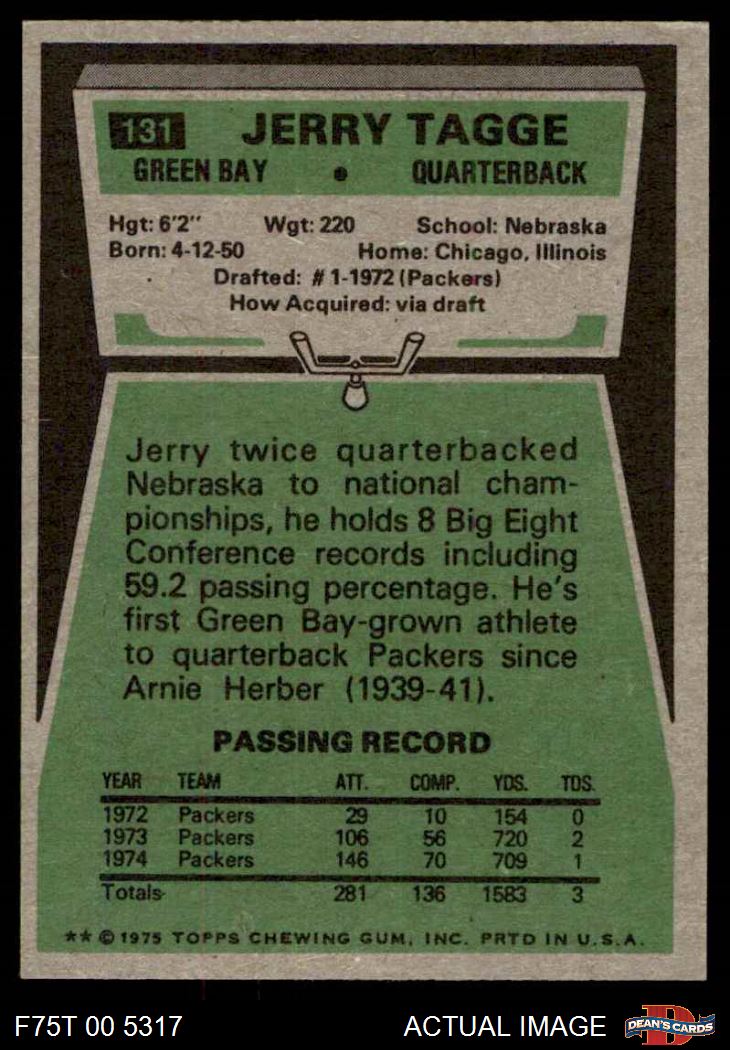 131 JERRY TAGGE
GREEN BAY • QUARTERBACK
Hgt: 6'2" Wgt: 220 School: Nebraska
Born: 4-12-50 Home: Chicago, Illinois
Drafted: #1-1972 (Packers)
How Acquired: via draft
Jerry twice quarterbacked
Nebraska to national cham-
pionships, he holds 8 Big Eight
Conference records including
59.2 passing percentage. He's
first Green Bay-grown athlete
to quarterback Packers since
Arnie Herber (1939-41).
PASSING RECORD
YEAR TEAM ATT. COMP. YDS. TDS.
1972 Packers 29 10 154 0
1973 Packers 106 56 720 2
1974 Packers 146 70 709 1
Totals 281 136 1583 3
** © 1975 TOPPS CHEWING GUM, INC. PRTD IN U.S.A.
F75T 00 5317 ACTUAL IMAGE D DEAN'S CARDS